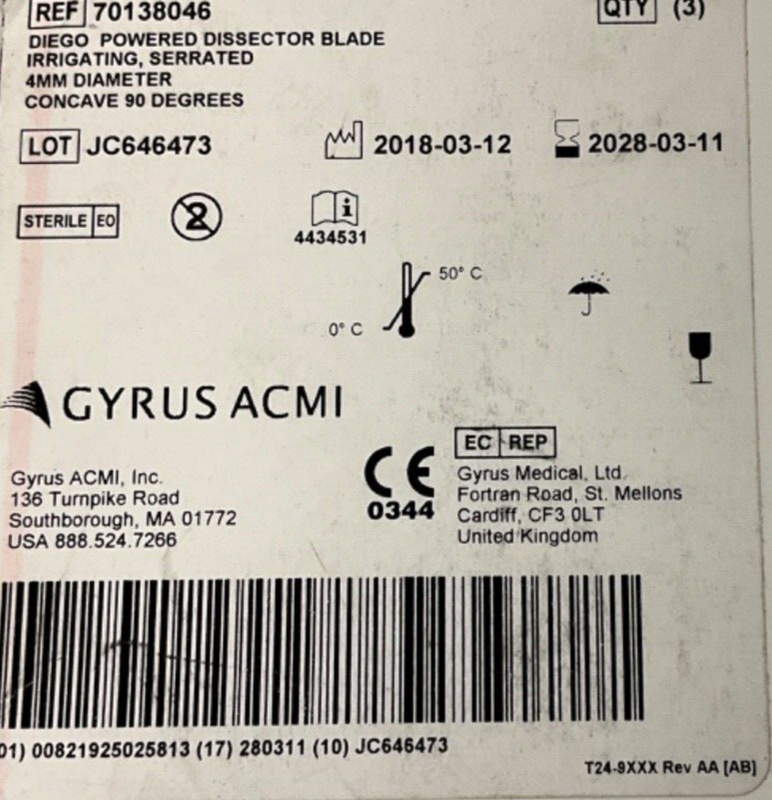 REF 70138046 QTY (3)
DIEGO POWERED DISSECTOR BLADE
IRRIGATING, SERRATED
4MM DIAMETER
CONCAVE 90 DEGREES
LOT JC646473 2018-03-12 2028-03-11
STERILE EO 2 i
4434531
50° C
0° C
GYRUS ACMI
EC REP
Gyrus ACMI, Inc.
136 Turnpike Road
Southborough, MA 01772
USA 888.524.7266
CE
0344
Gyrus Medical, Ltd.
Fortran Road, St. Mellons
Cardiff, CF3 0LT
United Kingdom
01) 00821925025813 (17) 280311 (10) JC646473
T24-9XXX Rev AA [AB]